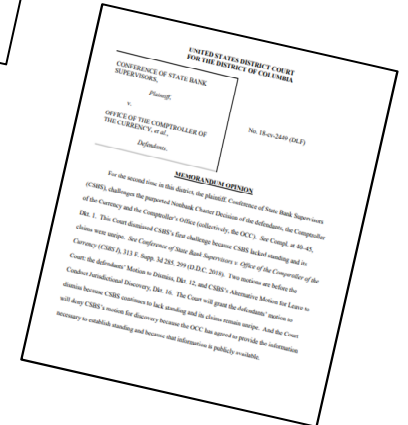 UNITED STATES DISTRICT COURT
FOR THE DISTRICT OF COLUMBIA
CONFERENCE OF STATE BANK
SUPERVISORS,
Plaintiff,
v.
No. 18-cv-2449 (DLF)
OFFICE OF THE COMPTROLLER OF
THE CURRENCY, et al.,
Defendants.
MEMORANDUM OPINION
For the second time in this district, the plaintiff, Conference of State Bank Supervisors
(CSBS), challenges the purported Nonbank Charter Decision of the defendants, the Comptroller
of the Currency and the Comptroller's Office (collectively, the OCC). See Compl. at 40–45,
Dkt. 1. This Court dismissed CSBS's first challenge because CSBS lacked standing and its
claims were unripe. See Conference of State Bank Supervisors v. Office of the Comptroller of the
Currency (CSBS I), 313 F. Supp. 3d 285, 299 (D.D.C. 2018). Two motions are before the
Court: the defendants' Motion to Dismiss, Dkt. 12, and CSBS's Alternative Motion for Leave to
Conduct Jurisdictional Discovery, Dkt. 16. The Court will grant the defendants' motion to
dismiss because CSBS continues to lack standing and its claims remain unripe. And the Court
will deny CSBS's motion for discovery because the OCC has agreed to provide the information
necessary to establish standing and because that information is publicly available.